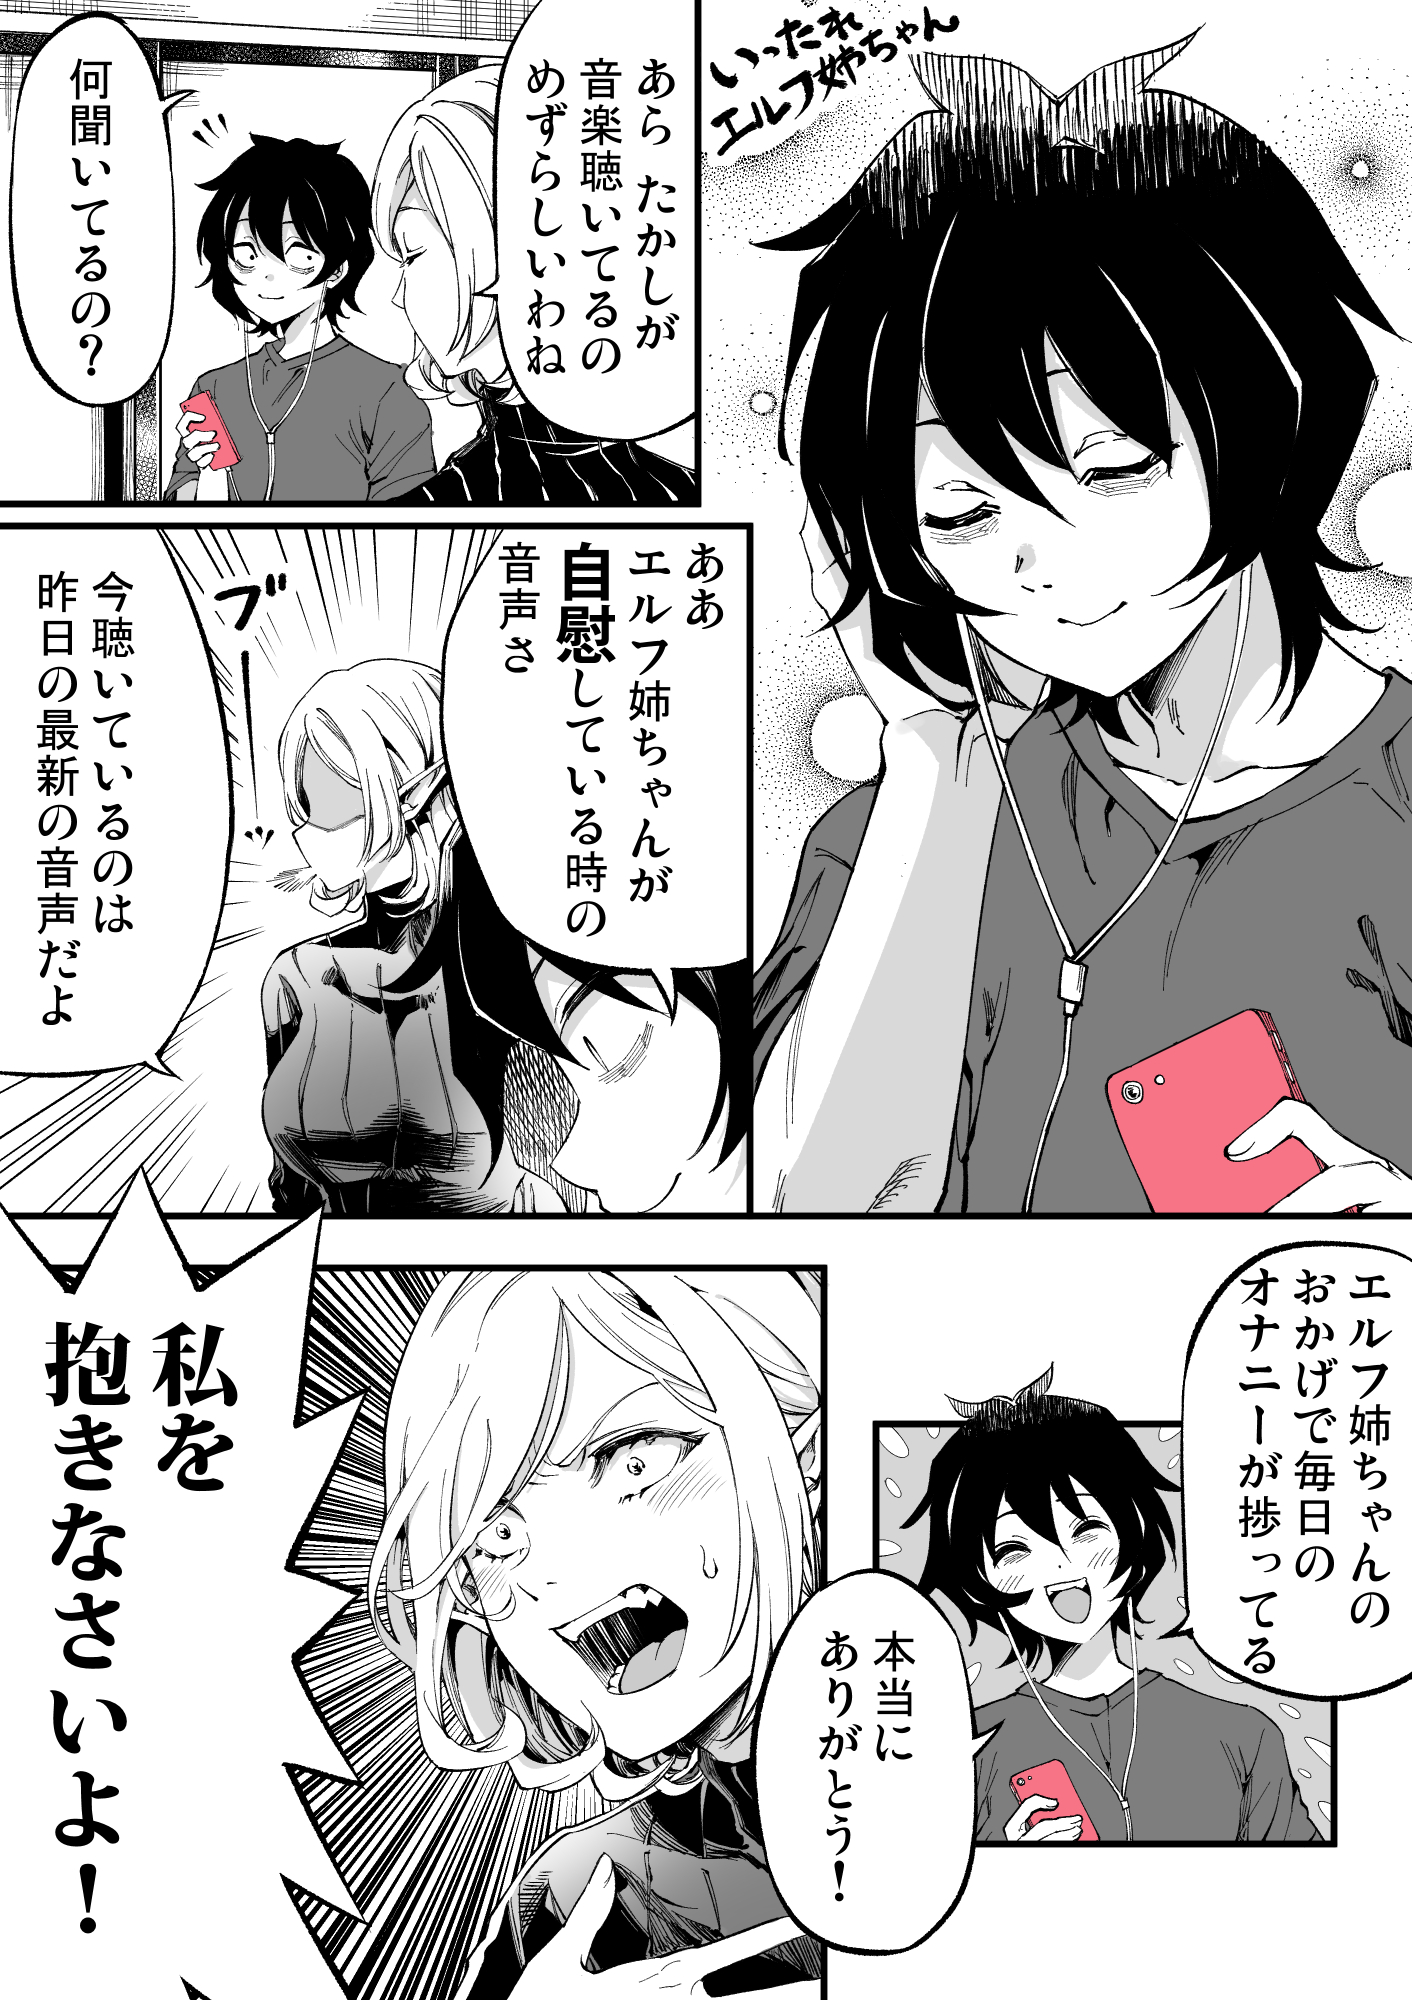 いったれ
エルフ姉ちゃん
あら たかしが
音楽聴いてるの
めずらしいわね
何聞いてるの?
ああ
エルフ姉ちゃんが
自慰している時の
音声さ
ブーッ
今聴いているのは
昨日の最新の音声だよ
エルフ姉ちゃんの
おかげで毎日の
オナニーが捗ってる
本当に
ありがとう!
私を
抱きなさいよ!